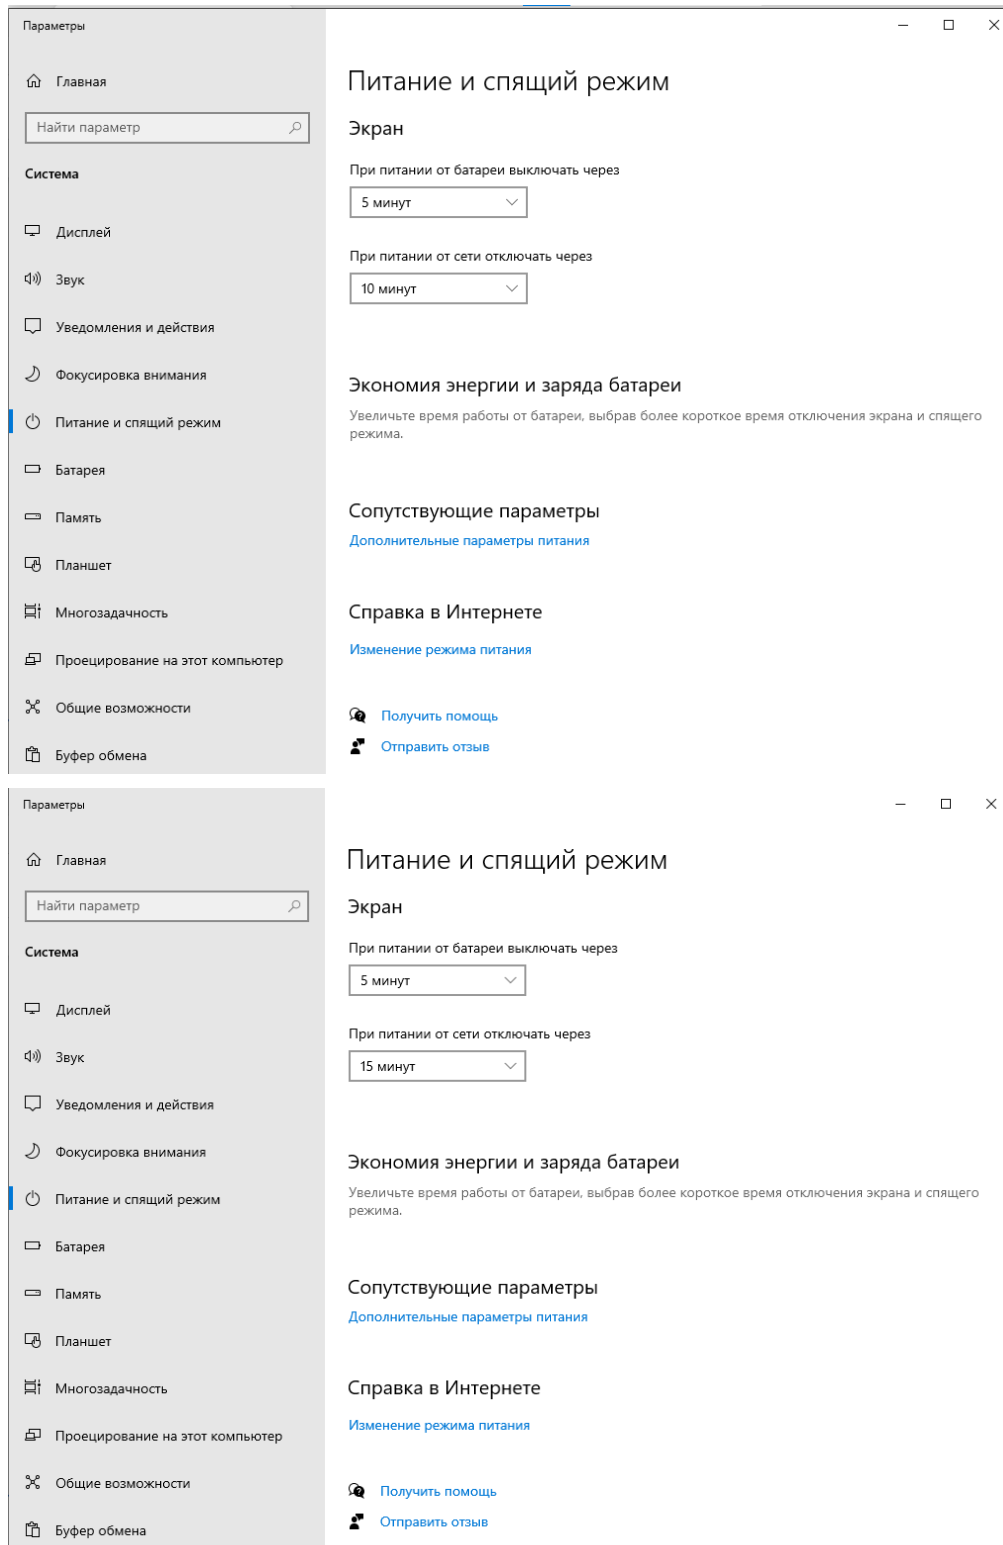 Параметры
Главная
Найти параметр
Система
Дисплей
Звук
Уведомления и действия
Фокусировка внимания
Питание и спящий режим
Батарея
Память
Планшет
Многозадачность
Проецирование на этот компьютер
Общие возможности
Буфер обмена
Питание и спящий режим
Экран
При питании от батареи выключать через
5 минут
При питании от сети отключать через
10 минут
Экономия энергии и заряда батареи
Увеличьте время работы от батареи, выбрав более короткое время отключения экрана и спящего
режима.
Сопутствующие параметры
Дополнительные параметры питания
Справка в Интернете
Изменение режима питания
Получить помощь
Отправить отзыв
Параметры
Главная
Найти параметр
Система
Дисплей
Звук
Уведомления и действия
Фокусировка внимания
Питание и спящий режим
Батарея
Память
Планшет
Многозадачность
Проецирование на этот компьютер
Общие возможности
Буфер обмена
Питание и спящий режим
Экран
При питании от батареи выключать через
5 минут
При питании от сети отключать через
15 минут
Экономия энергии и заряда батареи
Увеличьте время работы от батареи, выбрав более короткое время отключения экрана и спящего
режима.
Сопутствующие параметры
Дополнительные параметры питания
Справка в Интернете
Изменение режима питания
Получить помощь
Отправить отзыв